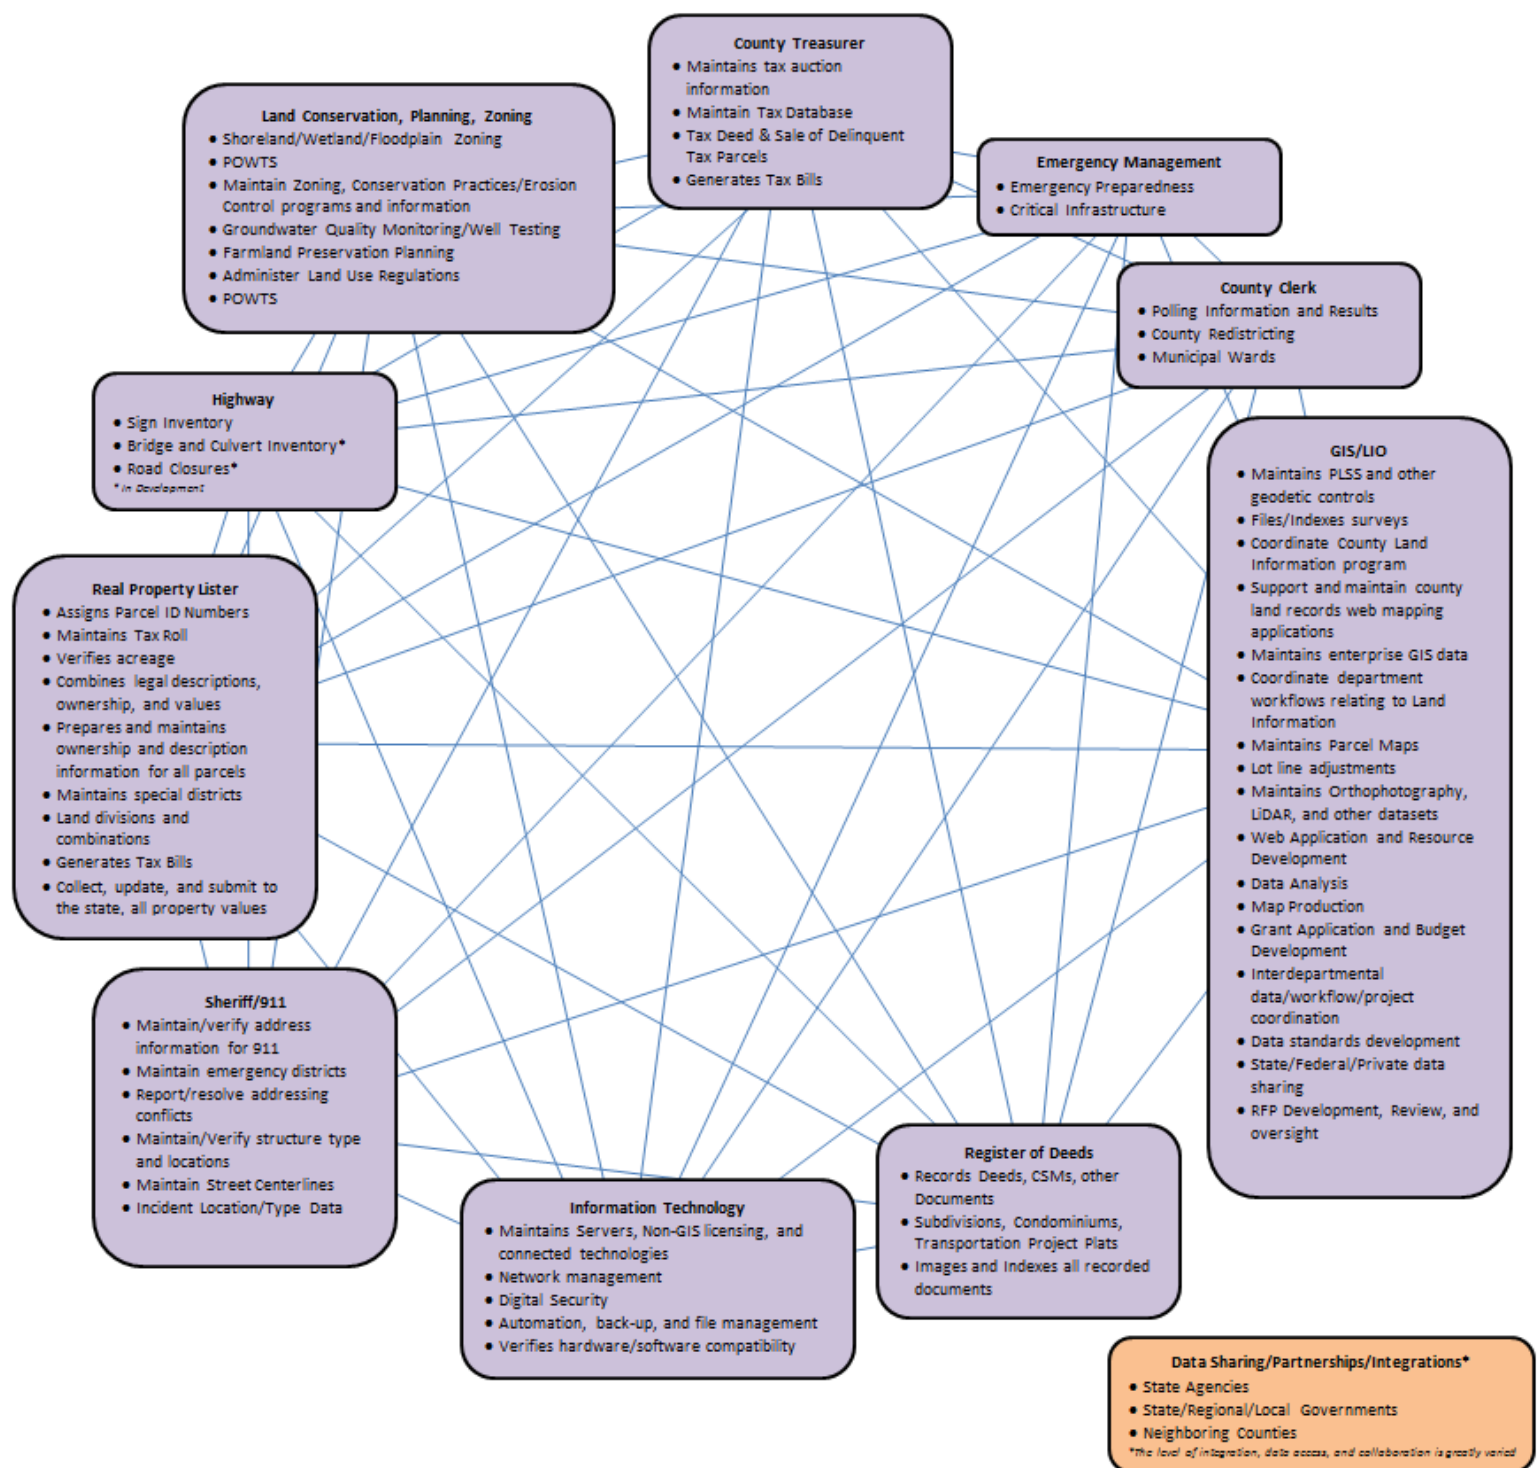 County Treasurer
• Maintains tax auction
information
• Maintain Tax Database
• Tax Deed & Sale of Delinquent
Tax Parcels
• Generates Tax Bills
Land Conservation, Planning, Zoning
• Shoreland/Wetland/Floodplain Zoning
• POWTS
• Maintain Zoning, Conservation Practices/Erosion
Control programs and information
• Groundwater Quality Monitoring/Well Testing
• Farmland Preservation Planning
• Administer Land Use Regulations
• POWTS
Emergency Management
• Emergency Preparedness
• Critical Infrastructure
County Clerk
• Polling Information and Results
• County Redistricting
• Municipal Wards
Highway
• Sign Inventory
• Bridge and Culvert Inventory*
• Road Closures*
* In Development
GIS/LIO
• Maintains PLSS and other
geodetic controls
• Files/Indexes surveys
• Coordinate County Land
Information program
• Support and maintain county
land records web mapping
applications
• Maintains enterprise GIS data
• Coordinate department
workflows relating to Land
Information
• Maintains Parcel Maps
• Lot line adjustments
• Maintains Orthophotography,
LiDAR, and other datasets
• Web Application and Resource
Development
• Data Analysis
• Map Production
• Grant Application and Budget
Development
• Interdepartmental
data/workflow/project
coordination
• Data standards development
• State/Federal/Private data
sharing
• RFP Development, Review, and
oversight
Real Property Lister
• Assigns Parcel ID Numbers
• Maintains Tax Roll
• Verifies acreage
• Combines legal descriptions,
ownership, and values
• Prepares and maintains
ownership and description
information for all parcels
• Maintains special districts
• Land divisions and
combinations
• Generates Tax Bills
• Collect, update, and submit to
the state, all property values
Sheriff/911
• Maintain/verify address
information for 911
• Maintain emergency districts
• Report/resolve addressing
conflicts
• Maintain/Verify structure type
and locations
• Maintain Street Centerlines
• Incident Location/Type Data
Information Technology
• Maintains Servers, Non-GIS licensing, and
connected technologies
• Network management
• Digital Security
• Automation, back-up, and file management
• Verifies hardware/software compatibility
Register of Deeds
• Records Deeds, CSMs, other
Documents
• Subdivisions, Condominiums,
Transportation Project Plats
• Images and Indexes all recorded
documents
Data Sharing/Partnerships/Integrations*
• State Agencies
• State/Regional/Local Governments
• Neighboring Counties
*The level of integration, data access, and collaboration is greatly varied